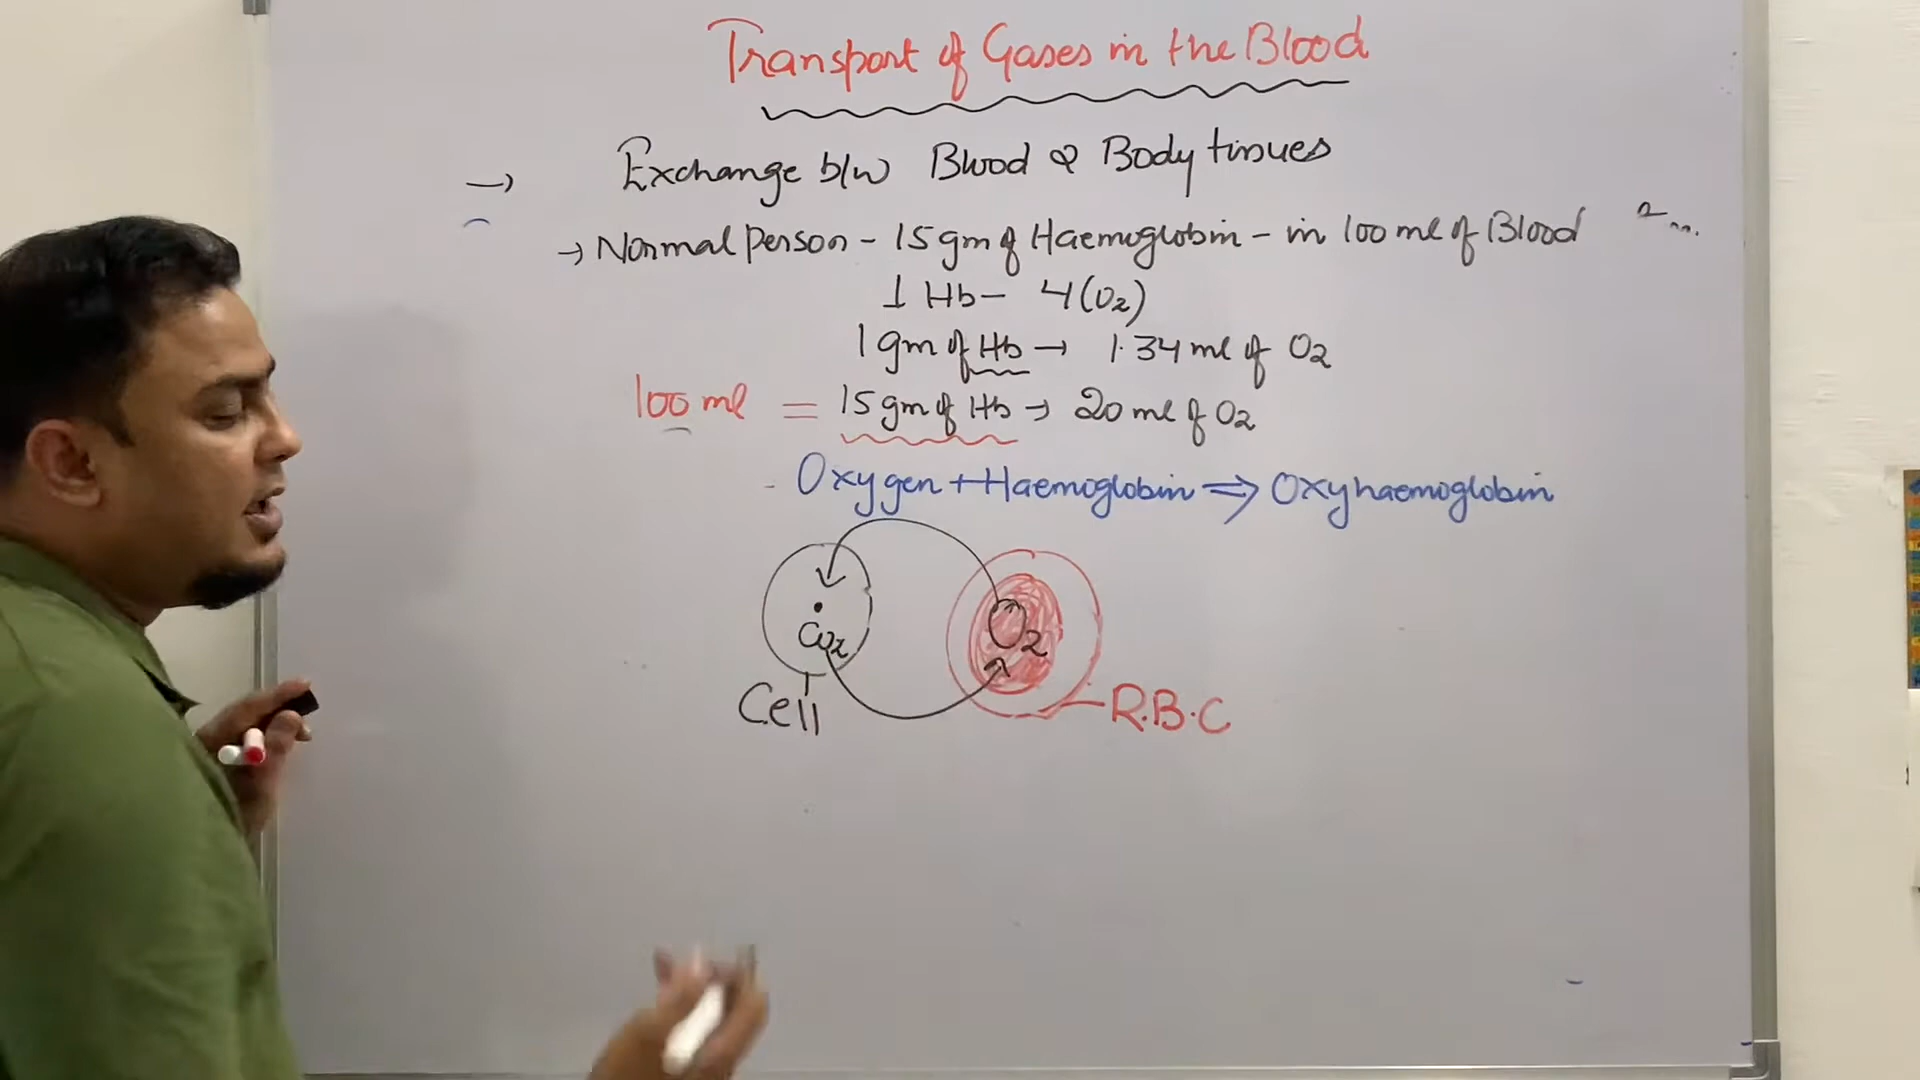 Transport of Gases in the Blood
→ Exchange b/w Blood & Body tissues
→ Normal Person - 15 gm of Haemoglobin - in 100 ml of Blood
1 Hb - 4(O2)
1 gm of Hb → 1.34 ml of O2
100 ml = 15 gm of Hb → 20 ml of O2
- Oxygen + Haemoglobin ⇒ Oxyhaemoglobin
CO2 O2
Cell R.B.C